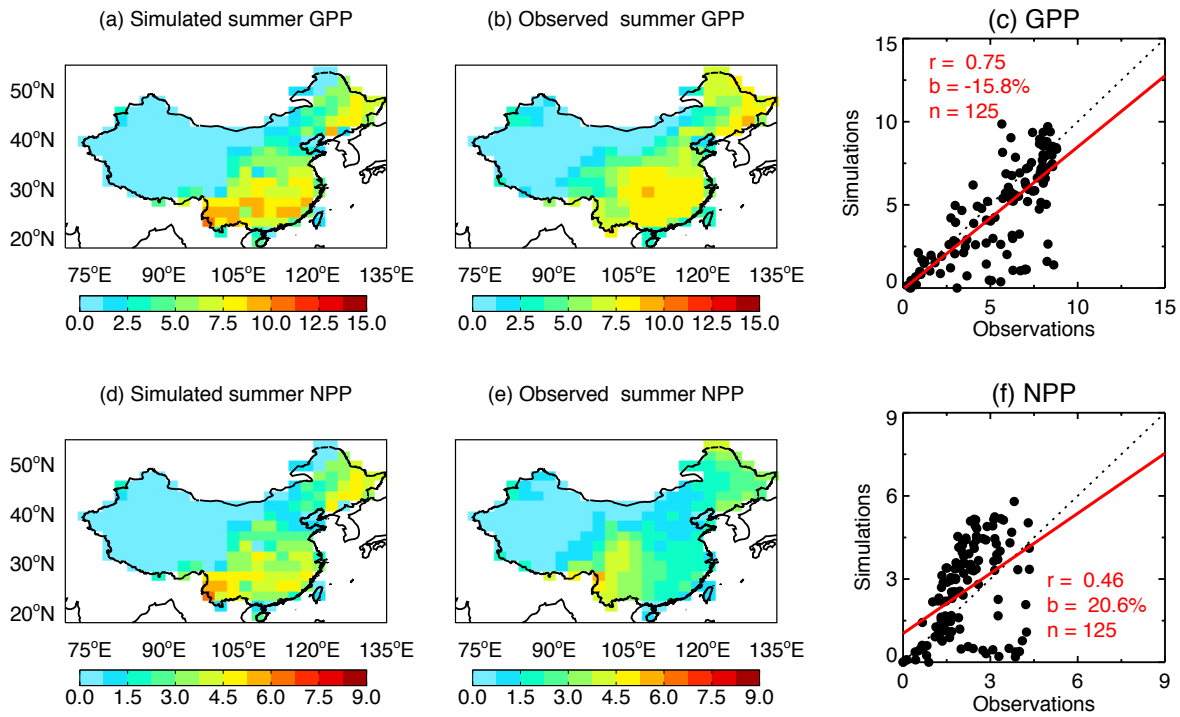 (a) Simulated summer GPP
(b) Observed summer GPP
(c) GPP
50°N
40°N
30°N
20°N
75°E 90°E 105°E 120°E 135°E
75°E 90°E 105°E 120°E 135°E
0.0 2.5 5.0 7.5 10.0 12.5 15.0
0.0 2.5 5.0 7.5 10.0 12.5 15.0
15
10
5
0
Simulations
r = 0.75
b = -15.8%
n = 125
0 5 10 15
Observations
(d) Simulated summer NPP
(e) Observed summer NPP
(f) NPP
50°N
40°N
30°N
20°N
75°E 90°E 105°E 120°E 135°E
75°E 90°E 105°E 120°E 135°E
0.0 1.5 3.0 4.5 6.0 7.5 9.0
0.0 1.5 3.0 4.5 6.0 7.5 9.0
9
6
3
0
Simulations
r = 0.46
b = 20.6%
n = 125
0 3 6 9
Observations